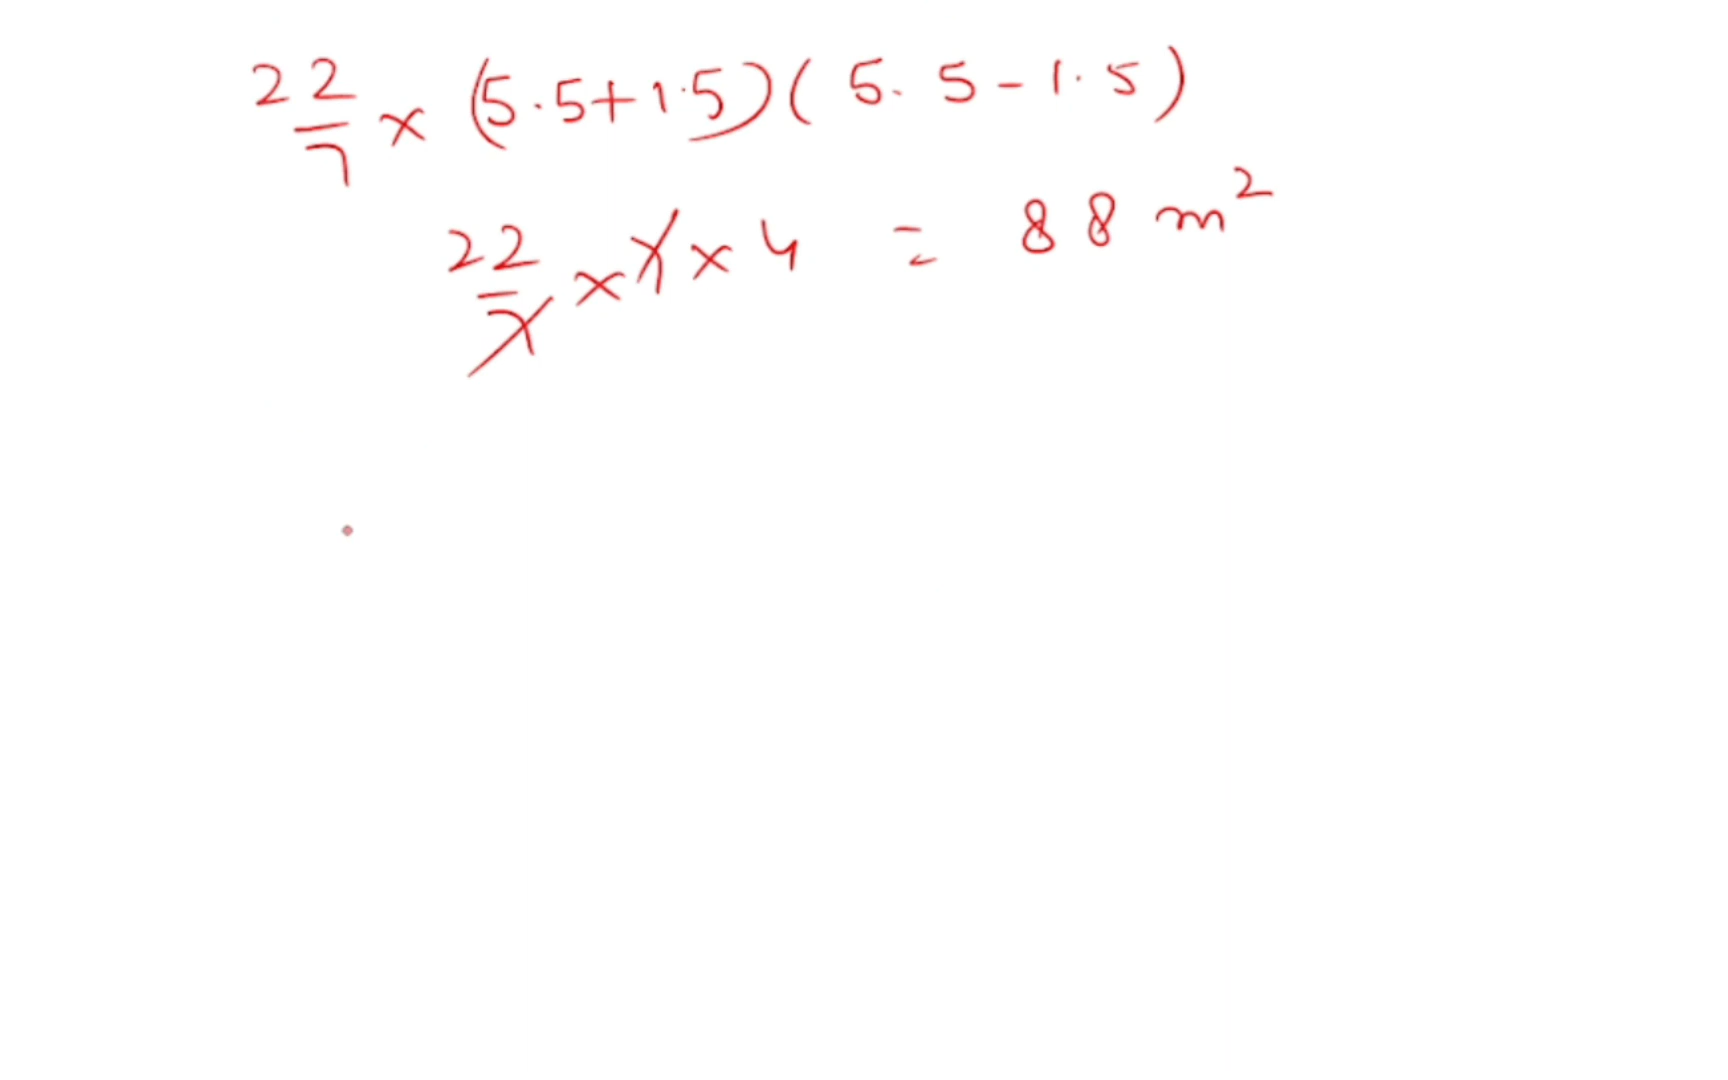 22/7 × (5.5+1.5)(5.5-1.5)
22/7 × 7 × 4 = 88 m²